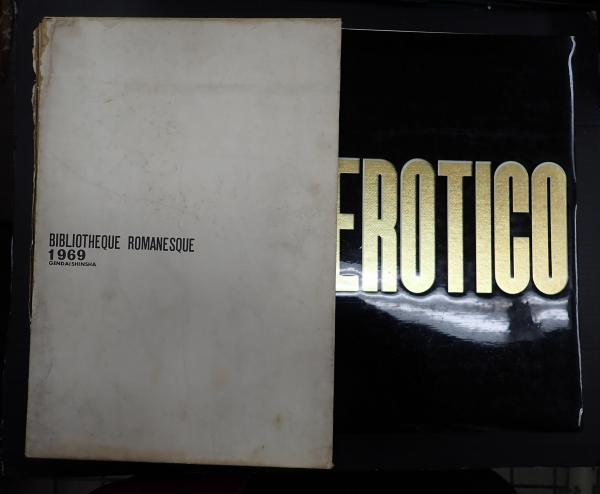 BIBLIOTHEQUE ROMANESQUE
1969
GENDAISHINSHA
EROTICO